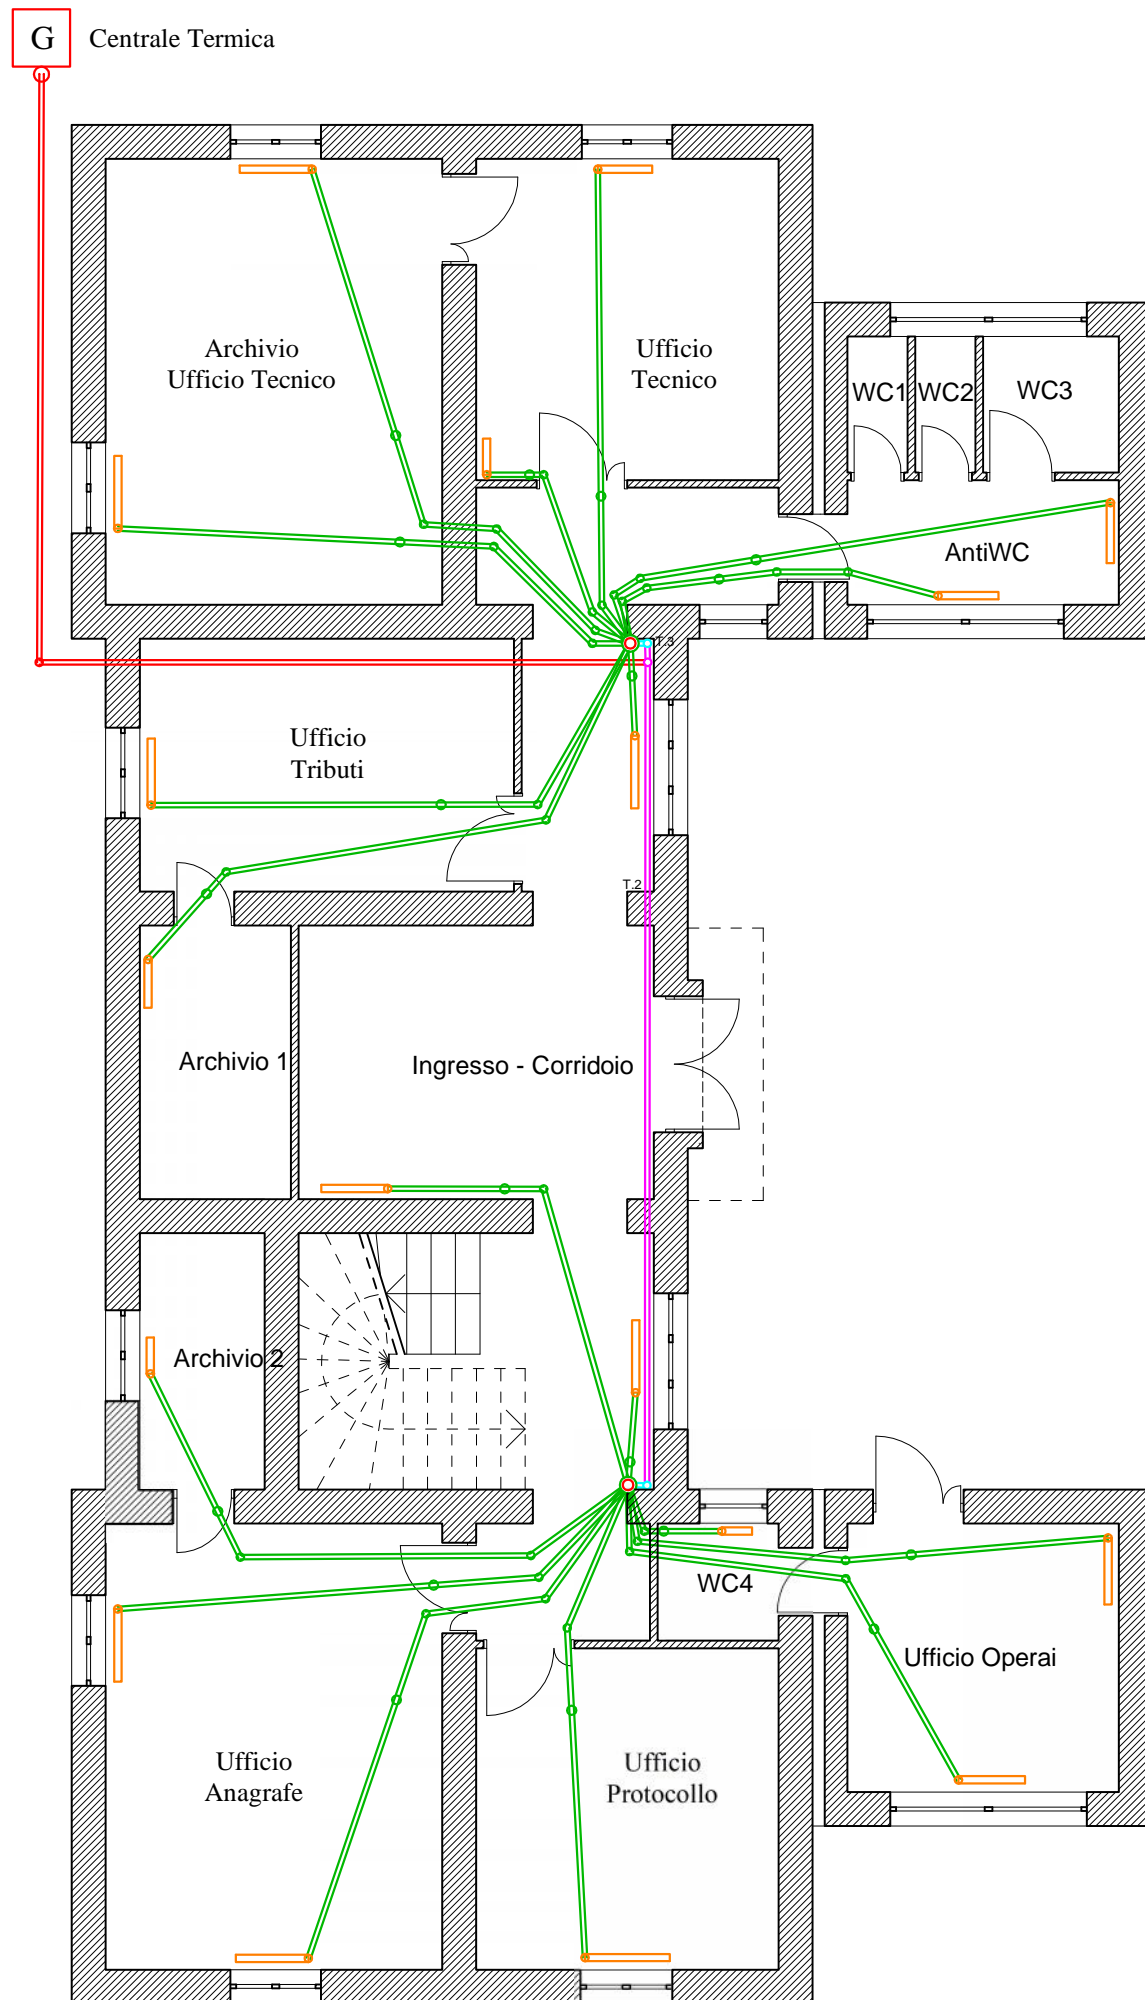 G
Centrale Termica
Archivio
Ufficio Tecnico
Ufficio
Tecnico
WC1
WC2
WC3
AntiWC
T.3
Ufficio
Tributi
T.2
Archivio 1
Ingresso - Corridoio
Archivio 2
WC4
Ufficio Operai
Ufficio
Anagrafe
Ufficio
Protocollo